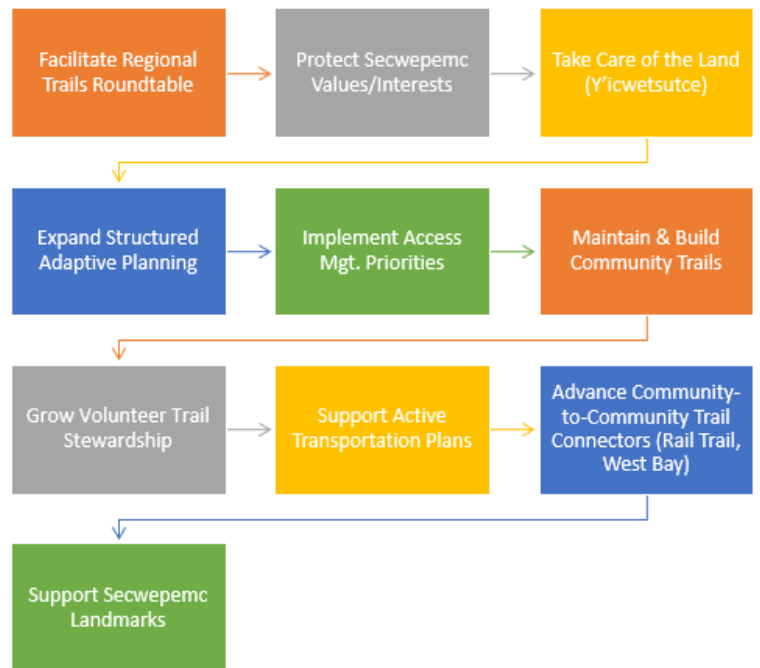 Facilitate Regional
Trails Roundtable
Protect Secwepemc
Values/Interests
Take Care of the Land
(Y'icwetsutce)
Expand Structured
Adaptive Planning
Implement Access
Mgt. Priorities
Maintain & Build
Community Trails
Grow Volunteer Trail
Stewardship
Support Active
Transportation Plans
Advance Community-
to-Community Trail
Connectors (Rail Trail,
West Bay)
Support Secwepemc
Landmarks